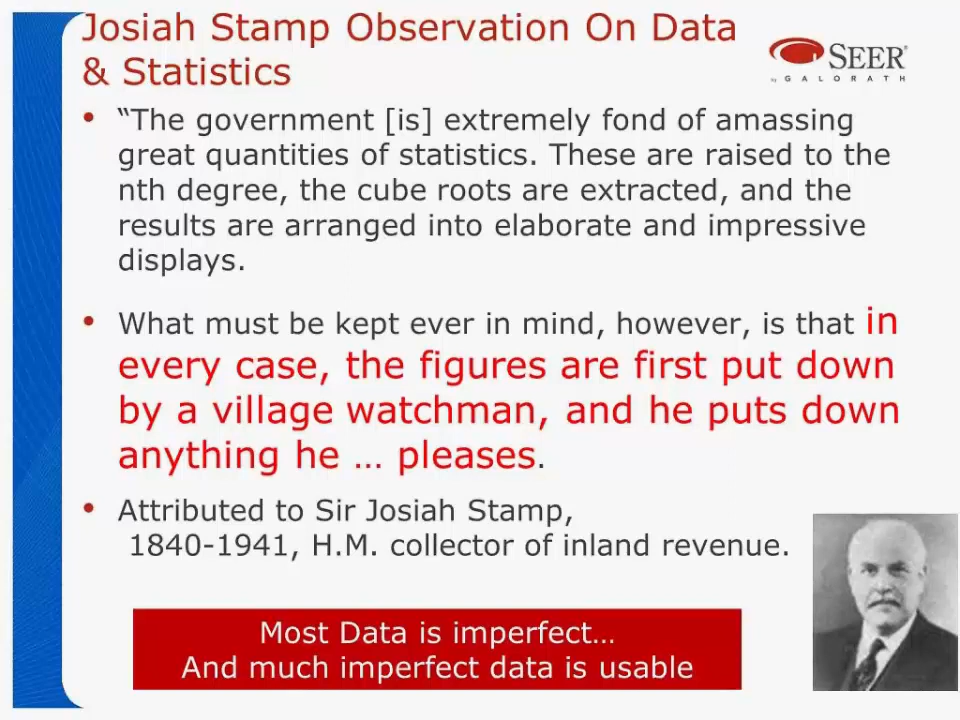 Josiah Stamp Observation On Data
& Statistics
SEER®
by GALORATH
• “The government [is] extremely fond of amassing
great quantities of statistics. These are raised to the
nth degree, the cube roots are extracted, and the
results are arranged into elaborate and impressive
displays.
• What must be kept ever in mind, however, is that in
every case, the figures are first put down
by a village watchman, and he puts down
anything he … pleases.
• Attributed to Sir Josiah Stamp,
1840-1941, H.M. collector of inland revenue.
Most Data is imperfect…
And much imperfect data is usable